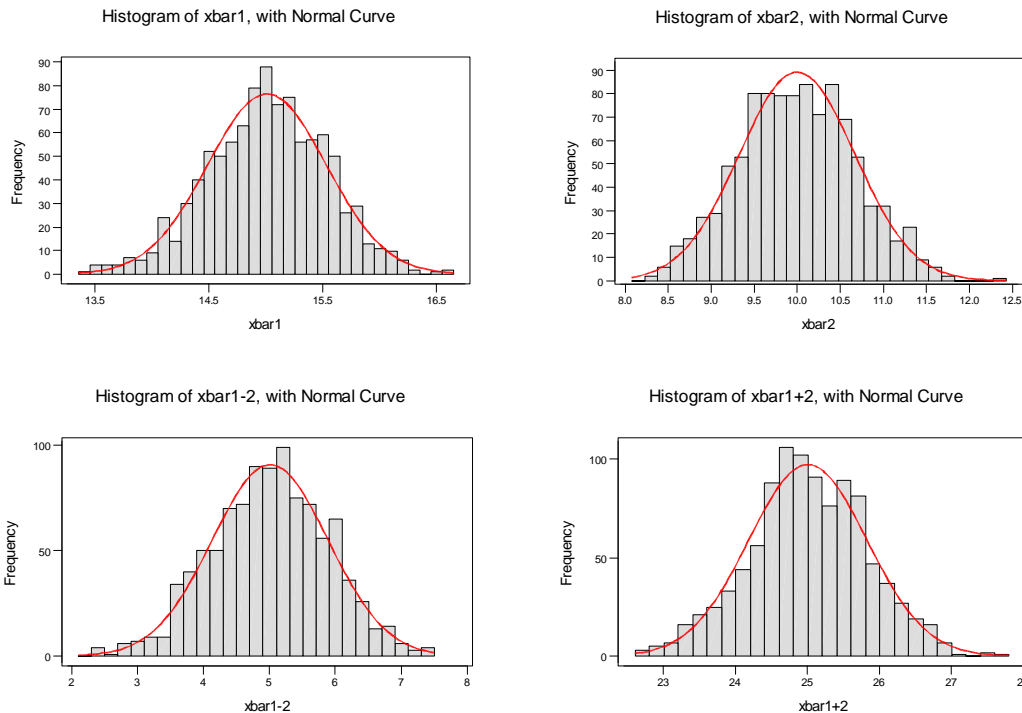 Histogram of xbar1, with Normal Curve
90
80
70
60
50
40
30
20
10
0
Frequency
13.5 14.5 15.5 16.5
xbar1
Histogram of xbar2, with Normal Curve
90
80
70
60
50
40
30
20
10
0
Frequency
8.0 8.5 9.0 9.5 10.0 10.5 11.0 11.5 12.0 12.5
xbar2
Histogram of xbar1-2, with Normal Curve
100
50
0
Frequency
2 3 4 5 6 7 8
xbar1-2
Histogram of xbar1+2, with Normal Curve
100
50
0
Frequency
23 24 25 26 27
xbar1+2